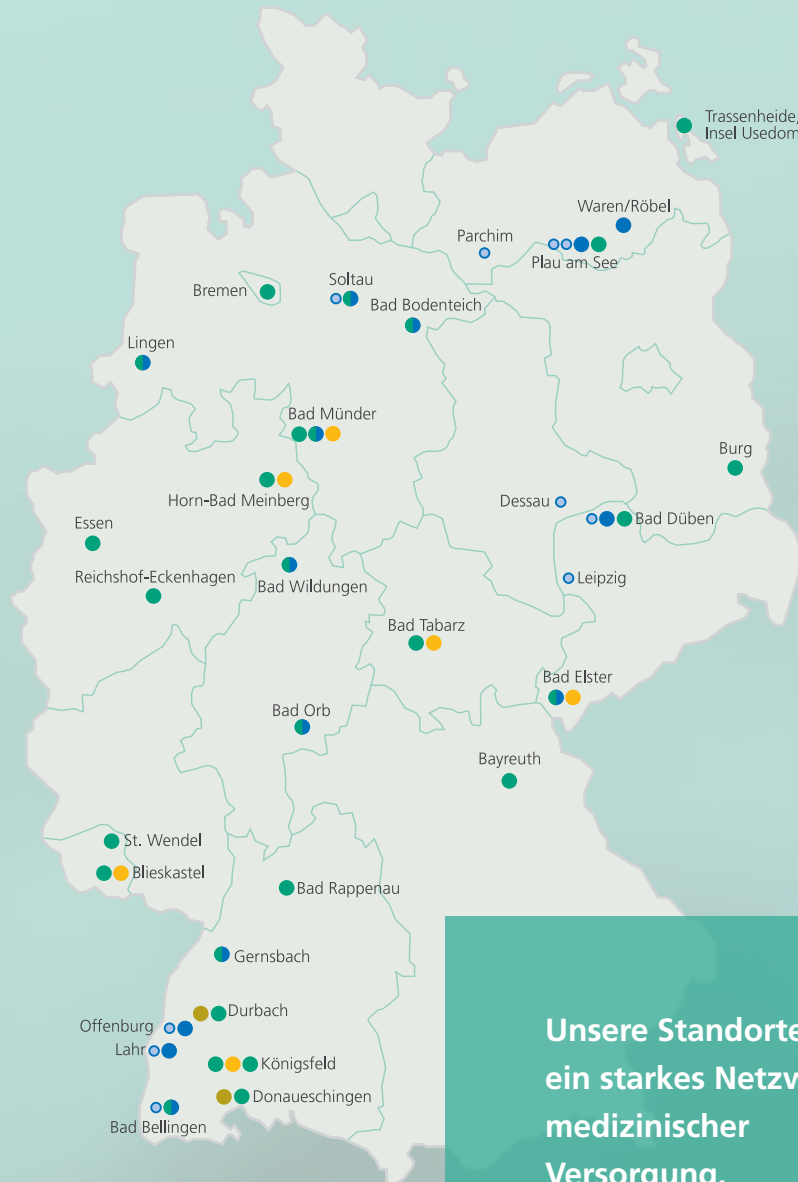 Trassenheide,
Insel Usedom
Waren/Röbel
Parchim
Plau am See
Soltau
Bremen
Bad Bodenteich
Lingen
Bad Münder
Burg
Horn-Bad Meinberg
Dessau
Bad Düben
Essen
Reichshof-Eckenhagen
Bad Wildungen
Leipzig
Bad Tabarz
Bad Elster
Bad Orb
Bayreuth
St. Wendel
Blieskastel
Bad Rappenau
Gernsbach
Durbach
Offenburg
Lahr
Königsfeld
Donaueschingen
Bad Bellingen
Unsere Standorte
ein starkes Netzw
medizinischer
Versorgung.